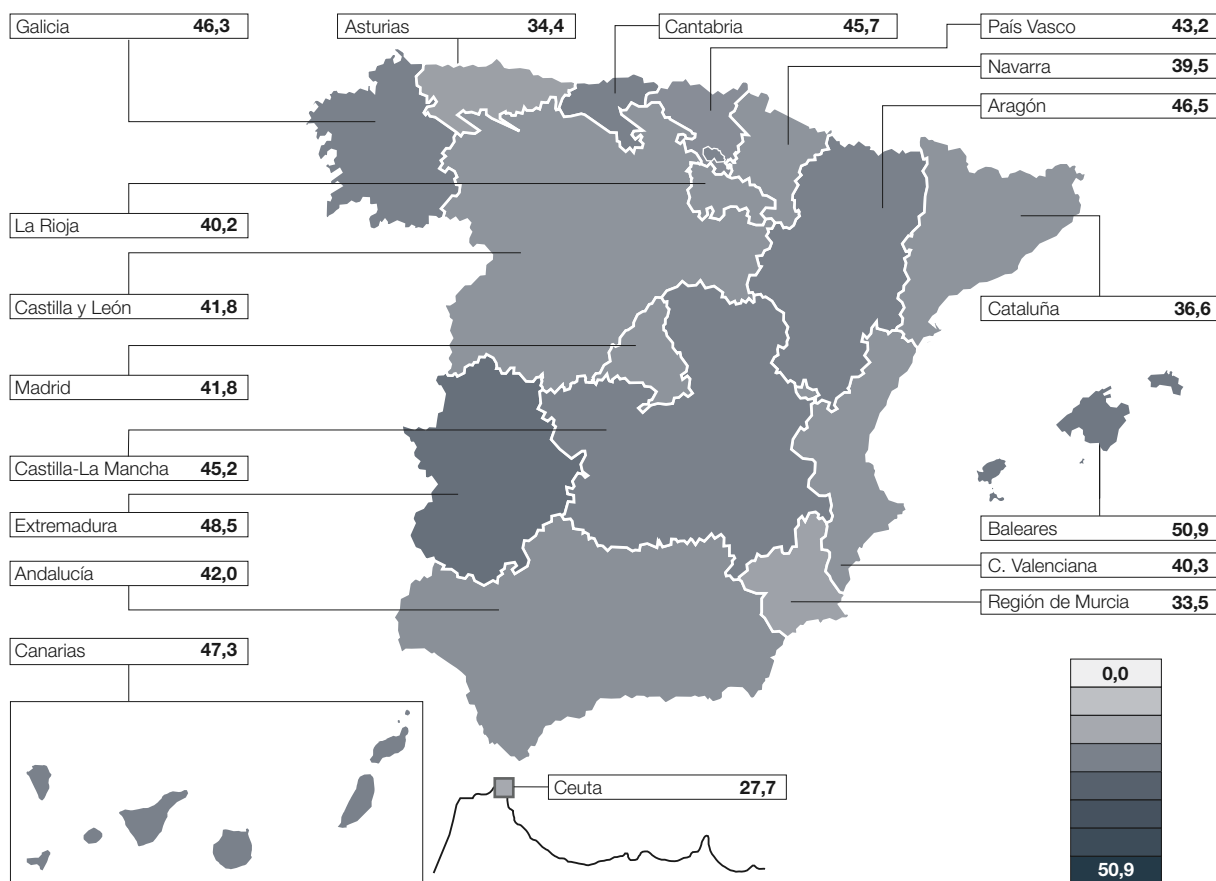 Galicia 46,3
Asturias 34,4
Cantabria 45,7
País Vasco 43,2
Navarra 39,5
Aragón 46,5
La Rioja 40,2
Castilla y León 41,8
Cataluña 36,6
Madrid 41,8
Castilla-La Mancha 45,2
Extremadura 48,5
Baleares 50,9
Andalucía 42,0
C. Valenciana 40,3
Región de Murcia 33,5
Canarias 47,3
0,0
Ceuta 27,7
50,9